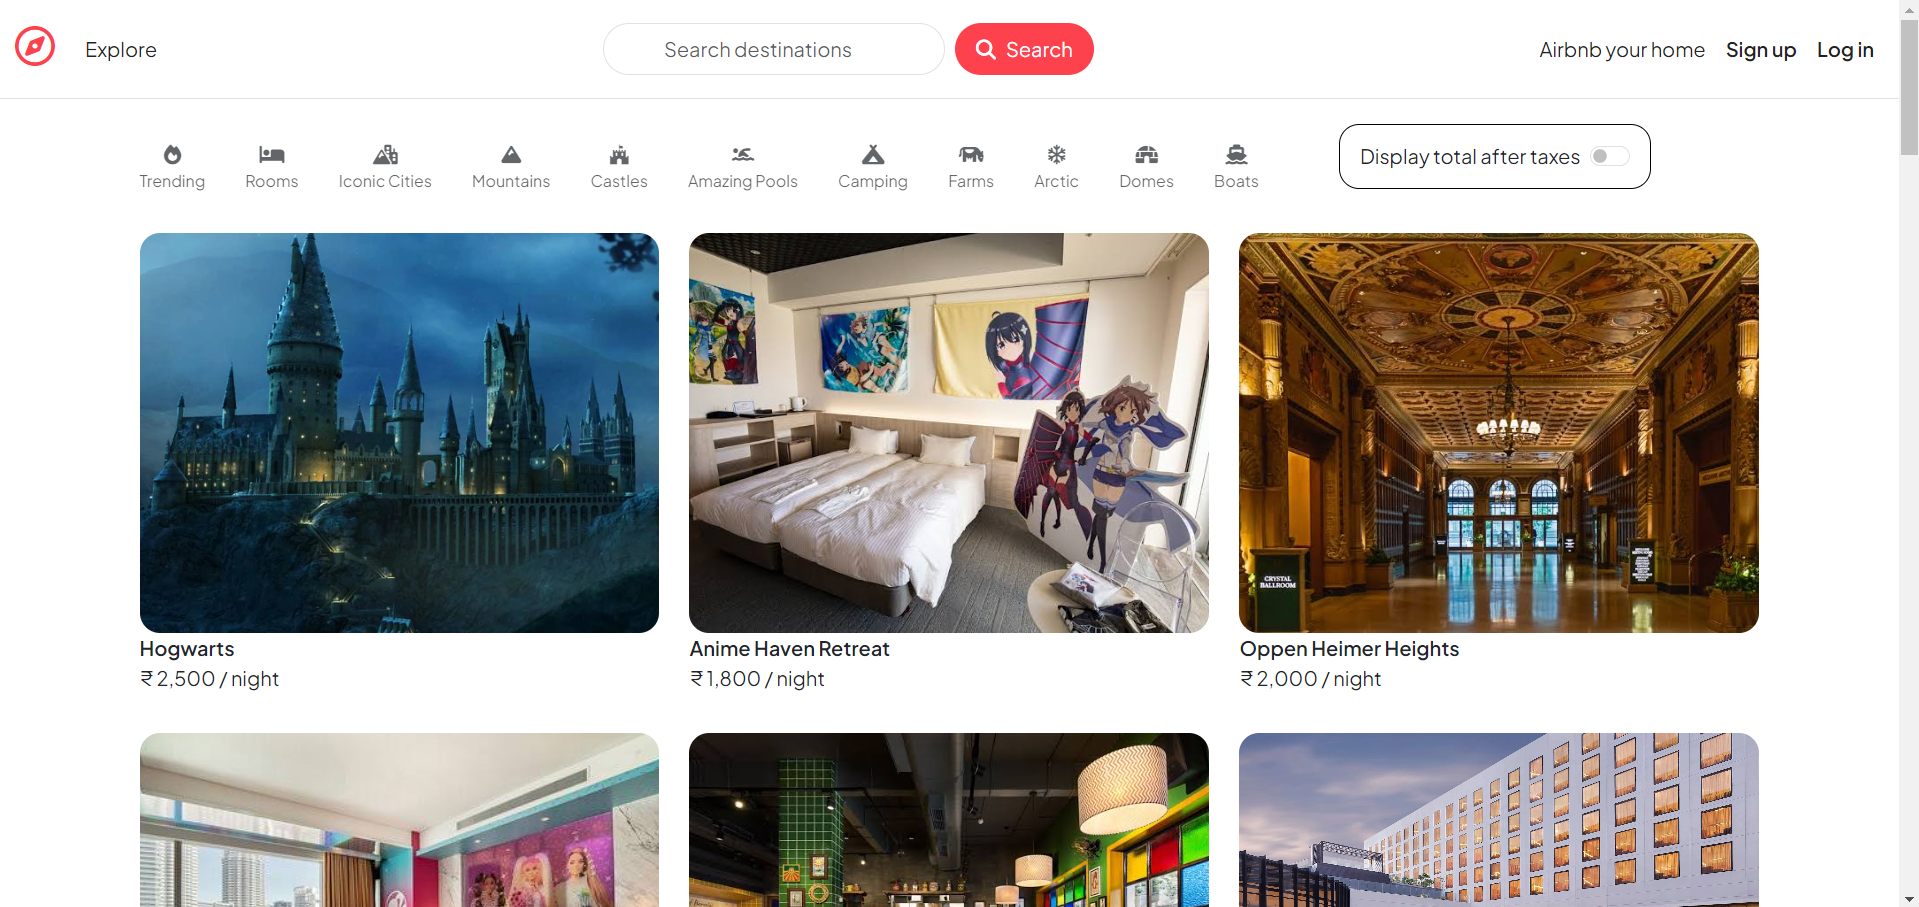 Explore
Search destinations
Search
Airbnb your home
Sign up
Log in
Trending
Rooms
Iconic Cities
Mountains
Castles
Amazing Pools
Camping
Farms
Arctic
Domes
Boats
Display total after taxes
CRYSTAL
BALLROOM
Hogwarts
₹ 2,500 / night
Anime Haven Retreat
₹ 1,800 / night
Oppen Heimer Heights
₹ 2,000 / night